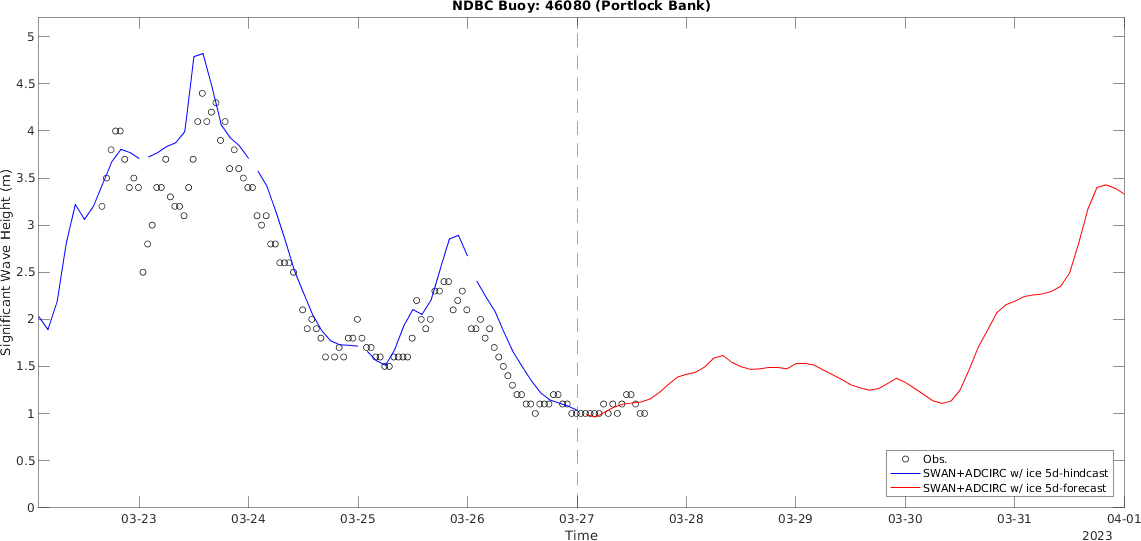 NDBC Buoy: 46080 (Portlock Bank)
Significant Wave Height (m)
5
4.5
4
3.5
3
2.5
2
1.5
1
0.5
0
Obs.
SWAN+ADCIRC w/ ice 5d-hindcast
SWAN+ADCIRC w/ ice 5d-forecast
03-23 03-24 03-25 03-26 03-27 03-28 03-29 03-30 03-31 04-01
Time
2023